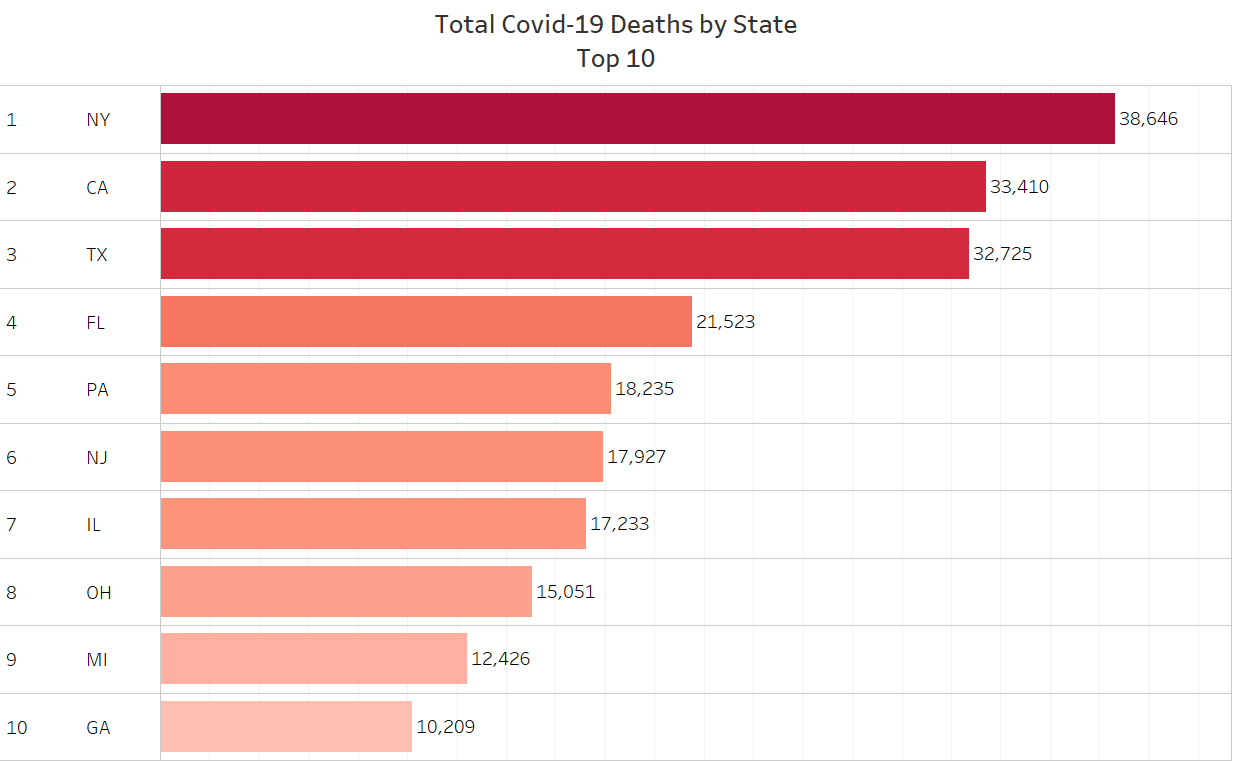 Total Covid-19 Deaths by State
Top 10
1 NY 38,646
2 CA 33,410
3 TX 32,725
4 FL 21,523
5 PA 18,235
6 NJ 17,927
7 IL 17,233
8 OH 15,051
9 MI 12,426
10 GA 10,209